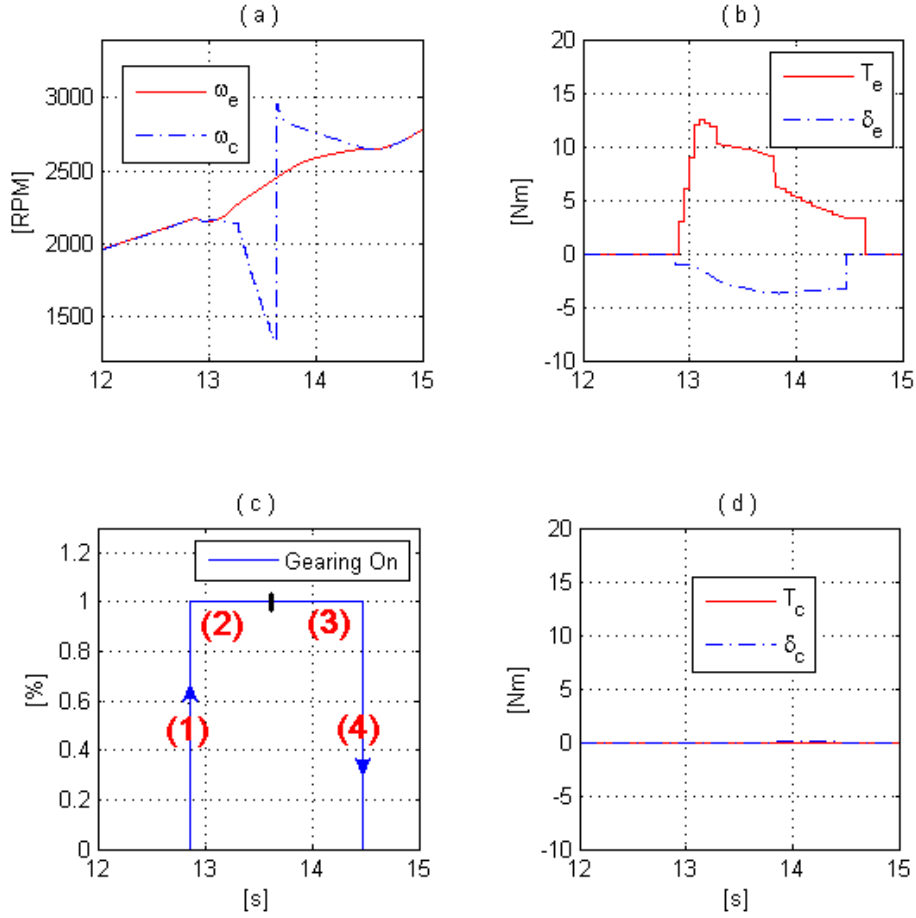 ( a )
3000
2500
2000
1500
[RPM]
ω_e
ω_c
12 13 14 15
( b )
20
15
10
5
0
-5
-10
[Nm]
T_e
δ_e
12 13 14 15
( c )
1.2
1
0.8
0.6
0.4
0.2
0
[%]
Gearing On
(2) (3)
(1) (4)
12 13 14 15
[s]
( d )
20
15
10
5
0
-5
-10
[Nm]
T_c
δ_c
12 13 14 15
[s]